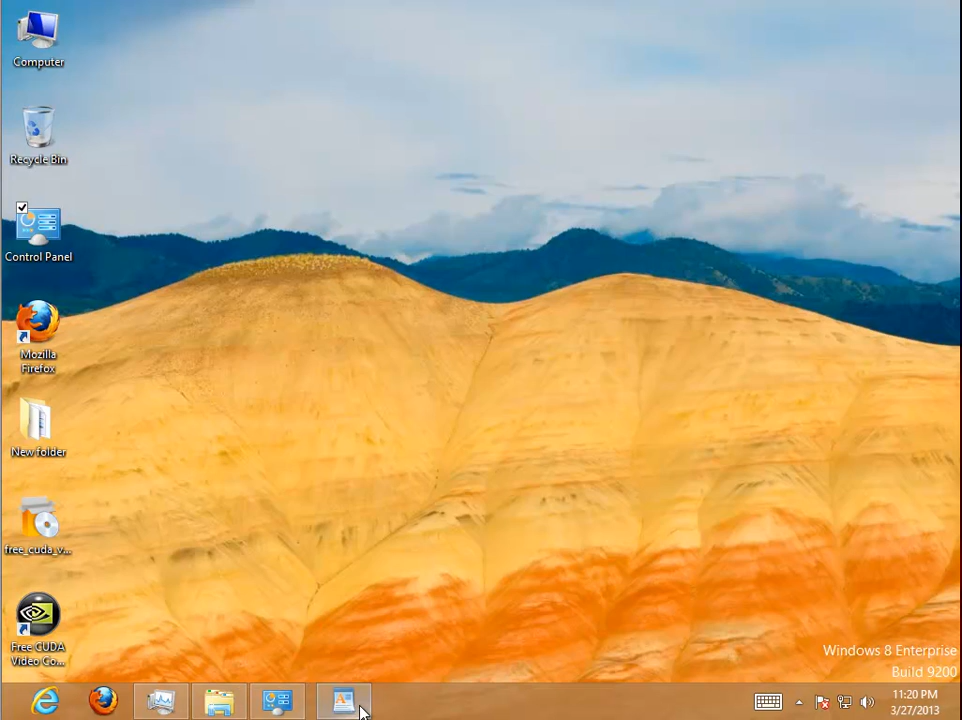 Computer
Recycle Bin
Control Panel
Mozilla
Firefox
New folder
free_cuda_v...
Free CUDA
Video Co...
Windows 8 Enterprise
Build 9200
11:20 PM
3/27/2013